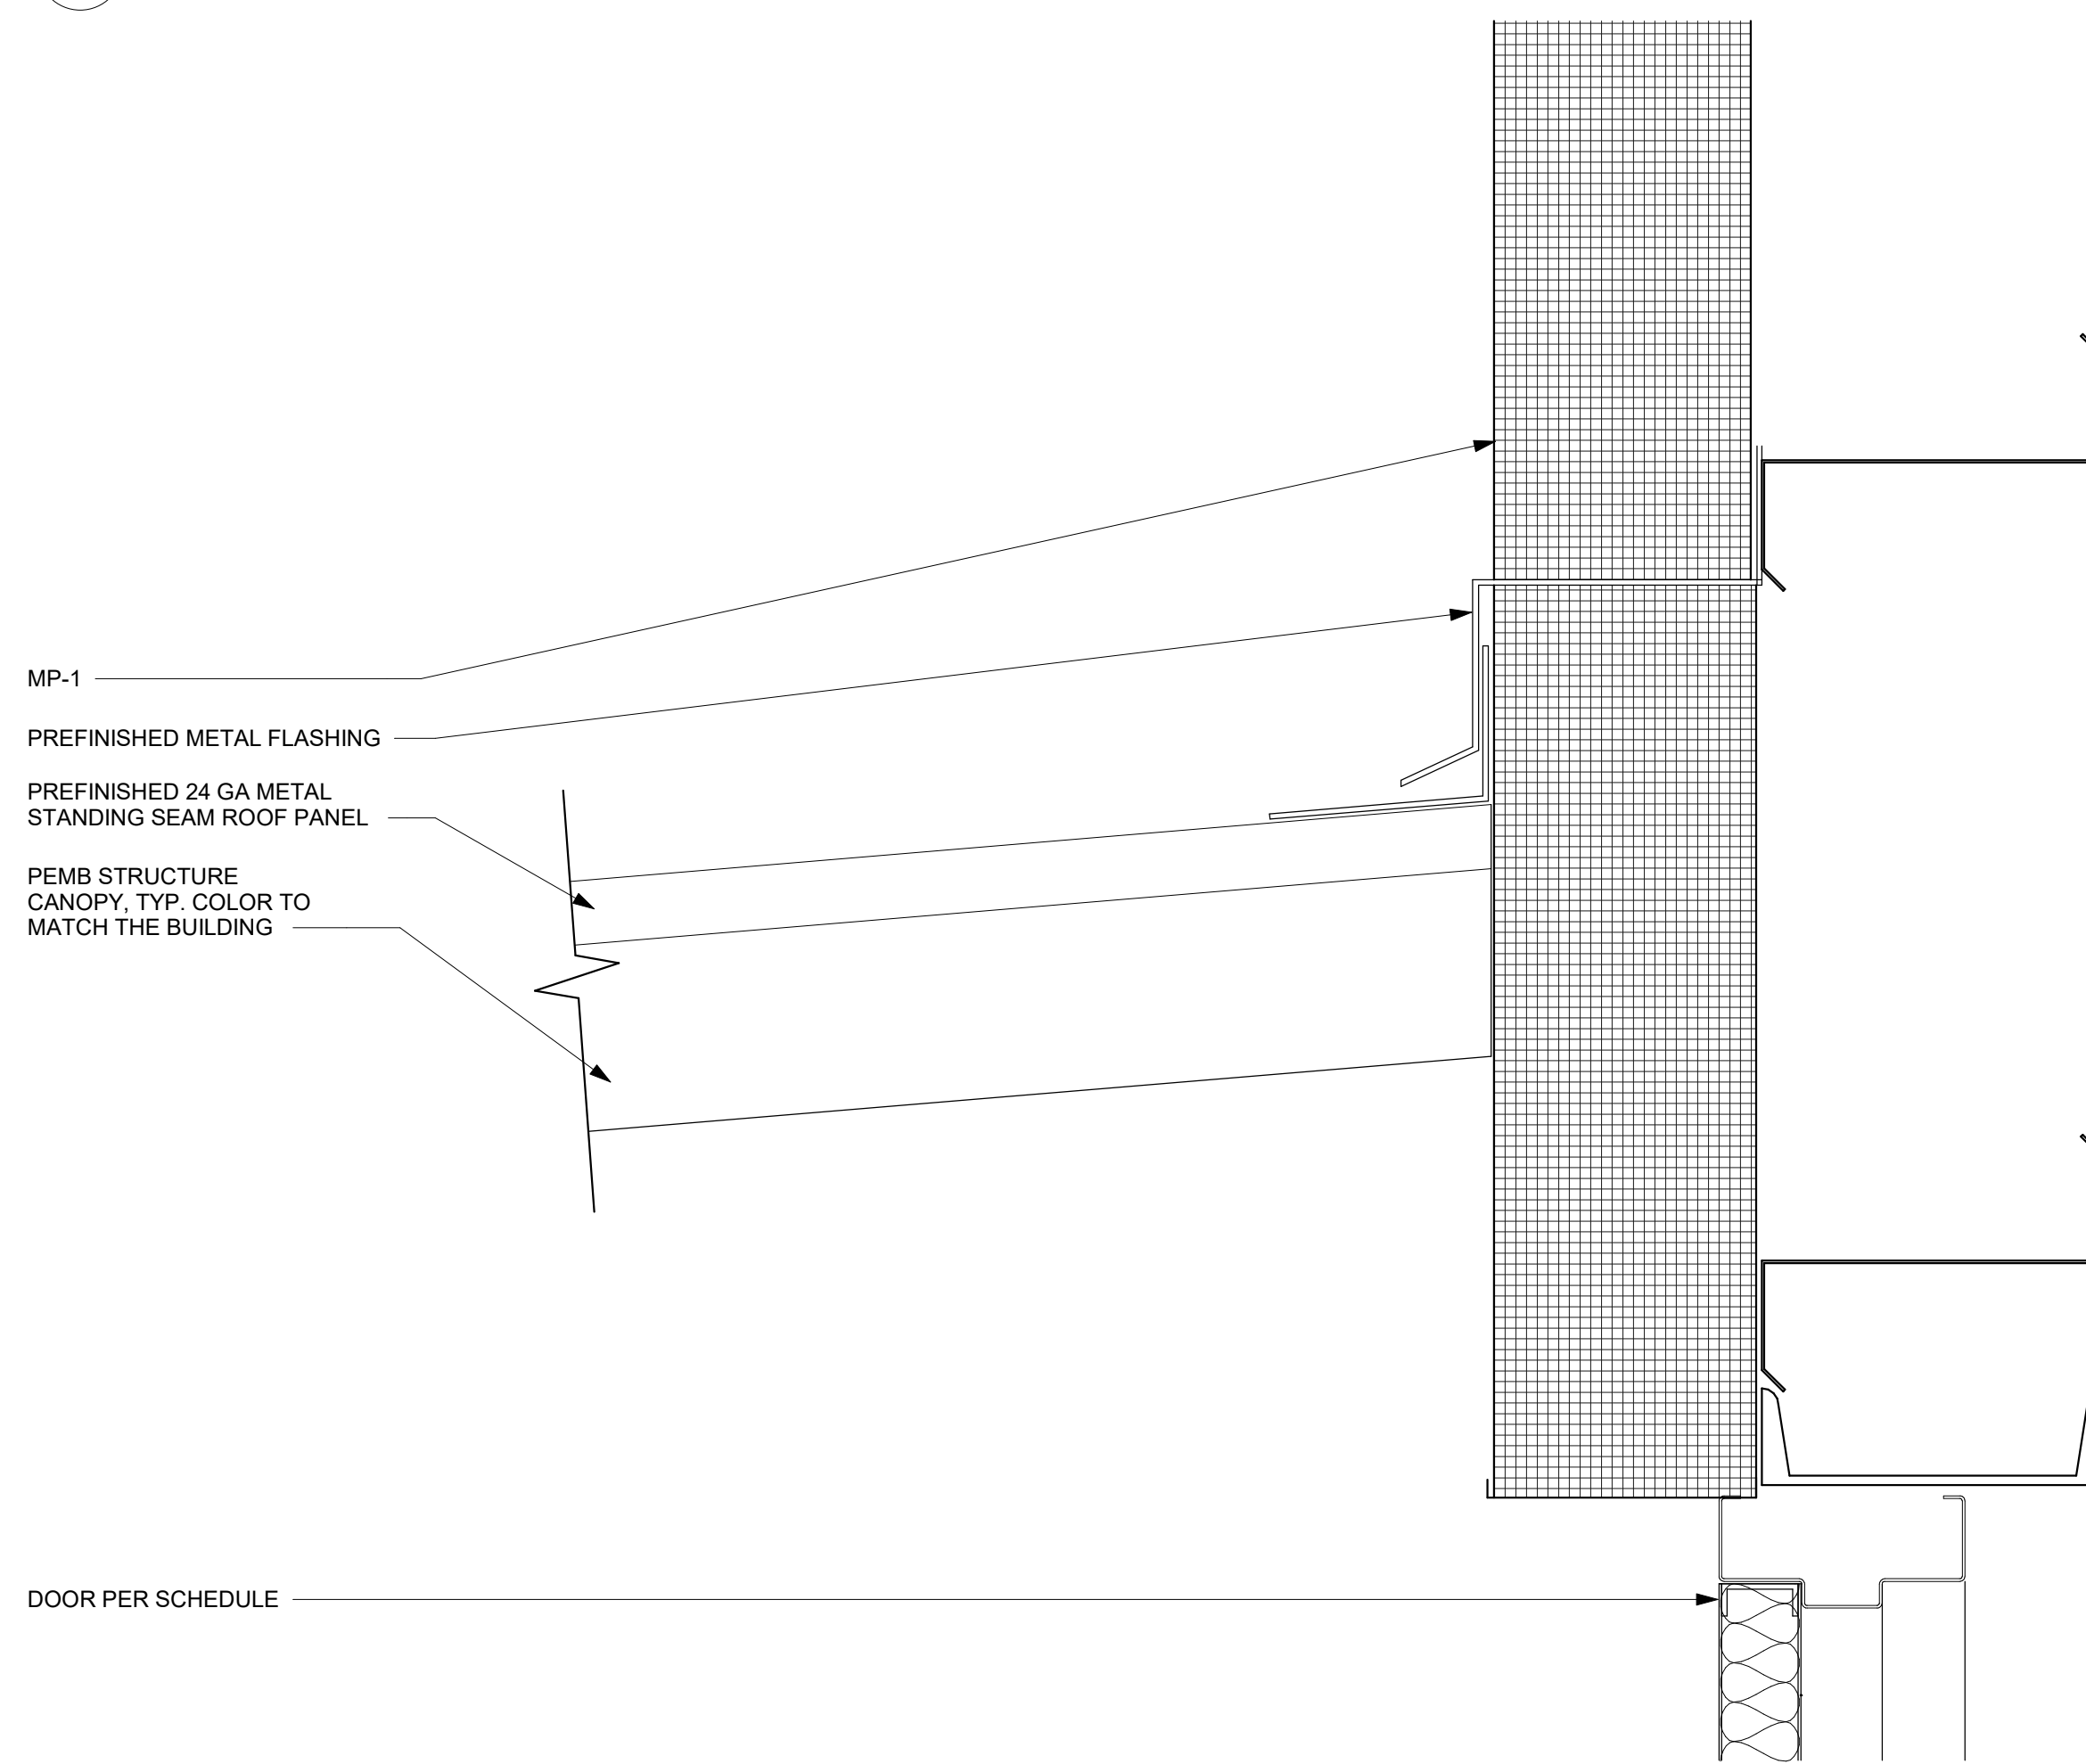 MP-1
PREFINISHED METAL FLASHING
PREFINISHED 24 GA METAL
STANDING SEAM ROOF PANEL
PEMB STRUCTURE
CANOPY, TYP. COLOR TO
MATCH THE BUILDING
DOOR PER SCHEDULE